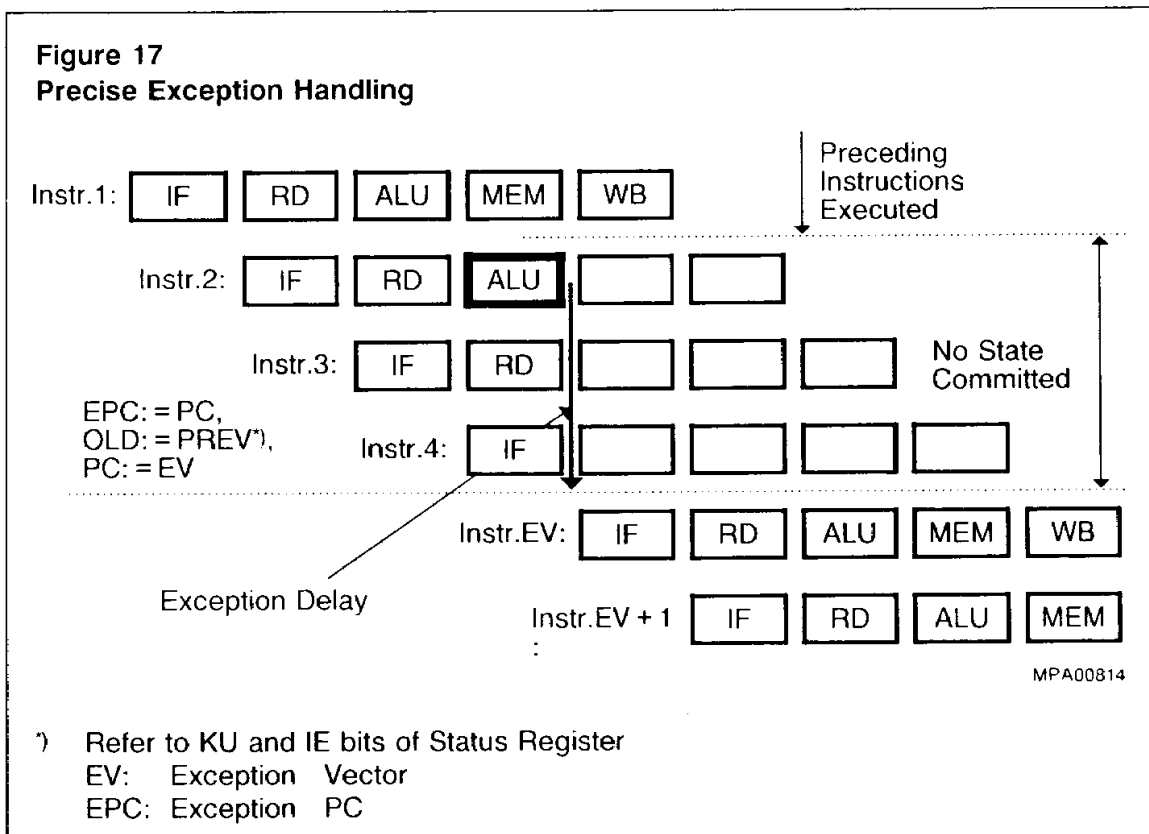 Figure 17
Precise Exception Handling
Preceding
Instructions
Executed
Instr.1: IF RD ALU MEM WB
Instr.2: IF RD ALU
Instr.3: IF RD
No State
Committed
EPC: = PC,
OLD: = PREV*),
PC: = EV
Instr.4: IF
Instr.EV: IF RD ALU MEM WB
Exception Delay
Instr.EV + 1 IF RD ALU MEM
:
MPA00814
*) Refer to KU and IE bits of Status Register
EV: Exception Vector
EPC: Exception PC